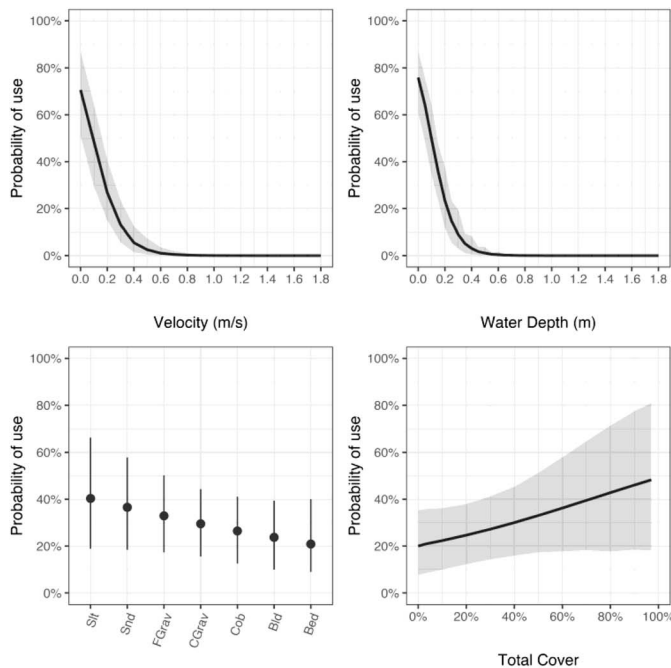 100%
80%
60%
40%
20%
0%
Probability of use
0.0 0.2 0.4 0.6 0.8 1.0 1.2 1.4 1.6 1.8
Velocity (m/s)
100%
80%
60%
40%
20%
0%
Probability of use
0.0 0.2 0.4 0.6 0.8 1.0 1.2 1.4 1.6 1.8
Water Depth (m)
100%
80%
60%
40%
20%
0%
Probability of use
Slt Snd FGrav CGrav Cob Bld Bed
100%
80%
60%
40%
20%
0%
Probability of use
0% 20% 40% 60% 80% 100%
Total Cover